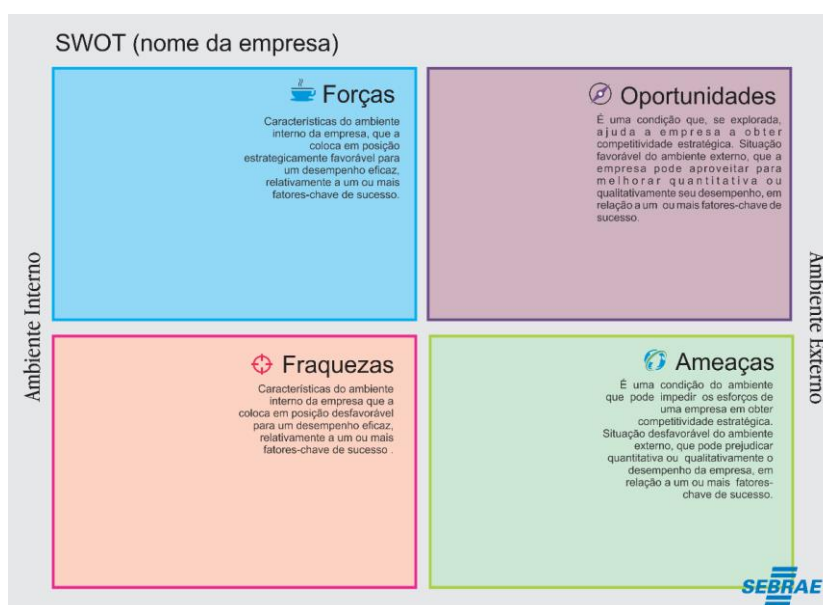 SWOT (nome da empresa)
Forças
Características do ambiente
interno da empresa, que a
coloca em posição
estrategicamente favorável para
um desempenho eficaz,
relativamente a um ou mais
fatores-chave de sucesso.
Oportunidades
É uma condição que, se explorada,
ajuda a empresa a obter
competitividade estratégica. Situação
favorável do ambiente externo, que a
empresa pode aproveitar para
melhorar quantitativa ou
qualitativamente seu desempenho, em
relação a um ou mais fatores-chave de
sucesso.
Ambiente Interno
Ambiente Externo
Fraquezas
Características do ambiente
interno da empresa que a
coloca em posição desfavorável
para um desempenho eficaz,
relativamente a um ou mais
fatores-chave de sucesso .
Ameaças
É uma condição do ambiente
que pode impedir os esforços de
uma empresa em obter
competitividade estratégica.
Situação desfavorável do ambiente
externo, que pode prejudicar
quantitativa ou qualitativamente o
desempenho da empresa, em
relação a um ou mais fatores-
chave de sucesso.
SEBRAE